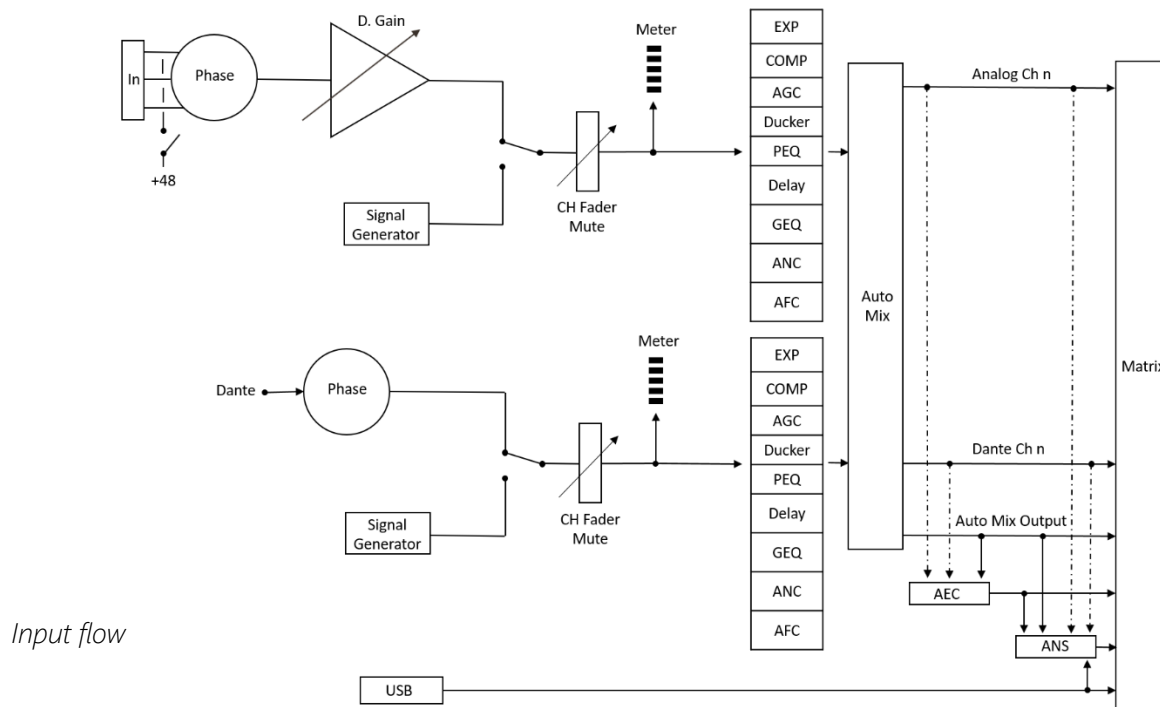 D. Gain
In
Phase
+48
Signal
Generator
CH Fader
Mute
Meter
EXP
COMP
AGC
Ducker
PEQ
Delay
GEQ
ANC
AFC
Auto
Mix
Analog Ch n
Matrix
Dante
Phase
Signal
Generator
CH Fader
Mute
Meter
EXP
COMP
AGC
Ducker
PEQ
Delay
GEQ
ANC
AFC
Dante Ch n
Auto Mix Output
AEC
ANS
Input flow
USB